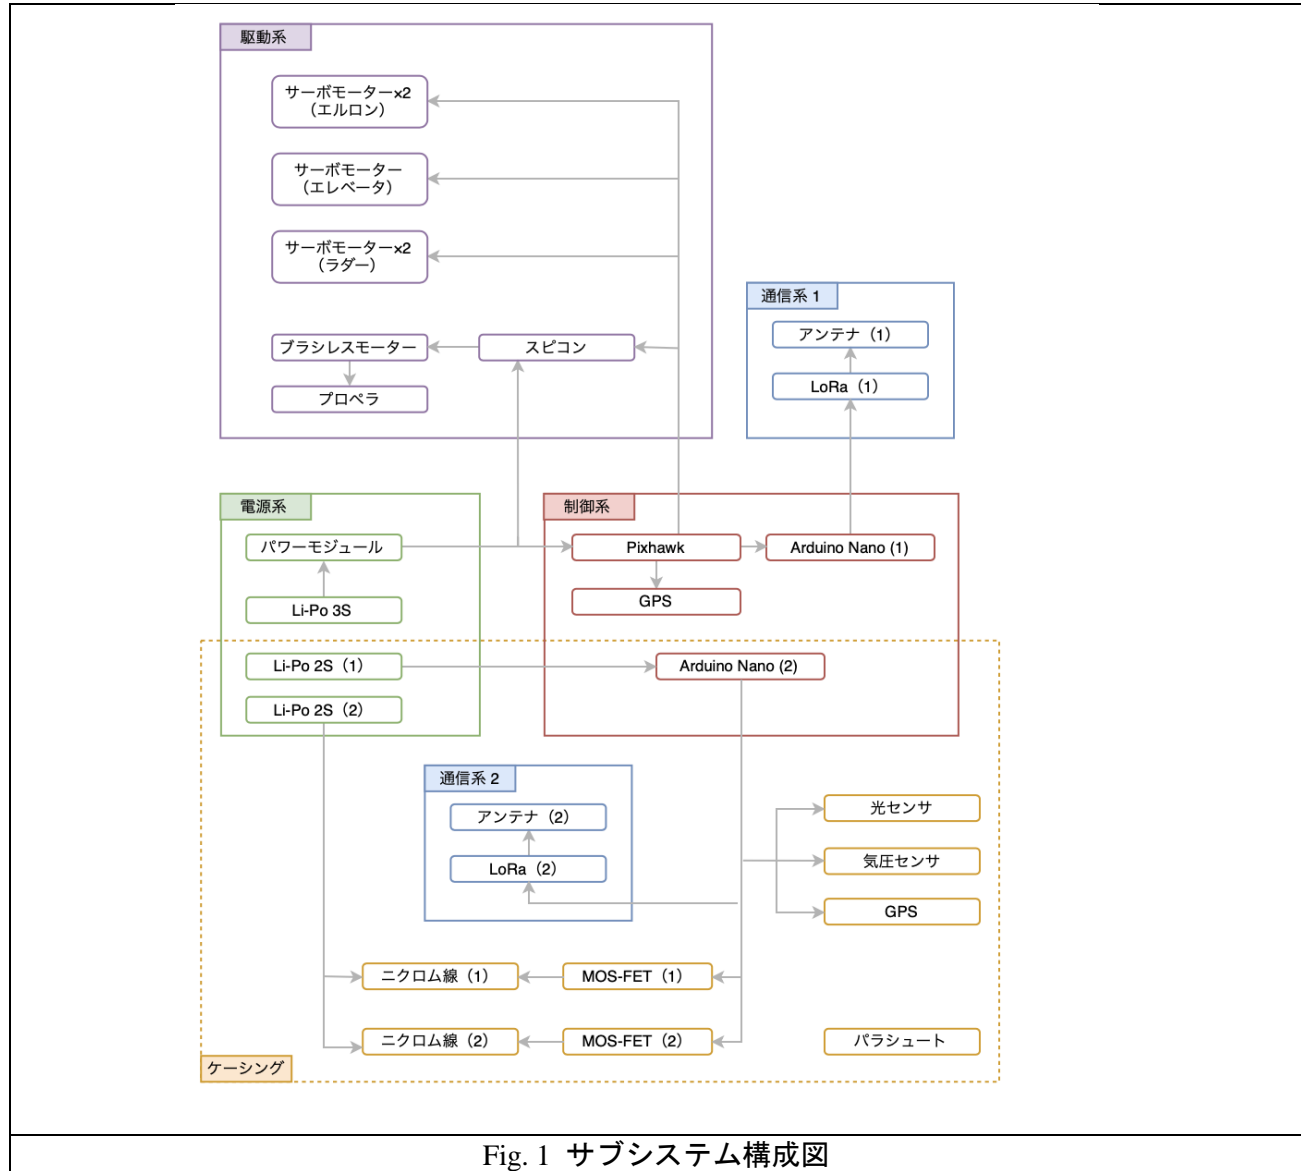 駆動系
サーボモーター×2
（エルロン）
サーボモーター
（エレベータ）
サーボモーター×2
（ラダー）
ブラシレスモーター
スピコン
プロペラ
通信系 1
アンテナ（1）
LoRa（1）
電源系
パワーモジュール
Li-Po 3S
Li-Po 2S（1）
Li-Po 2S（2）
制御系
Pixhawk
Arduino Nano (1)
GPS
Arduino Nano (2)
通信系 2
アンテナ（2）
LoRa（2）
光センサ
気圧センサ
GPS
ニクロム線（1）
MOS-FET（1）
ニクロム線（2）
MOS-FET（2）
パラシュート
ケーシング
Fig. 1 サブシステム構成図